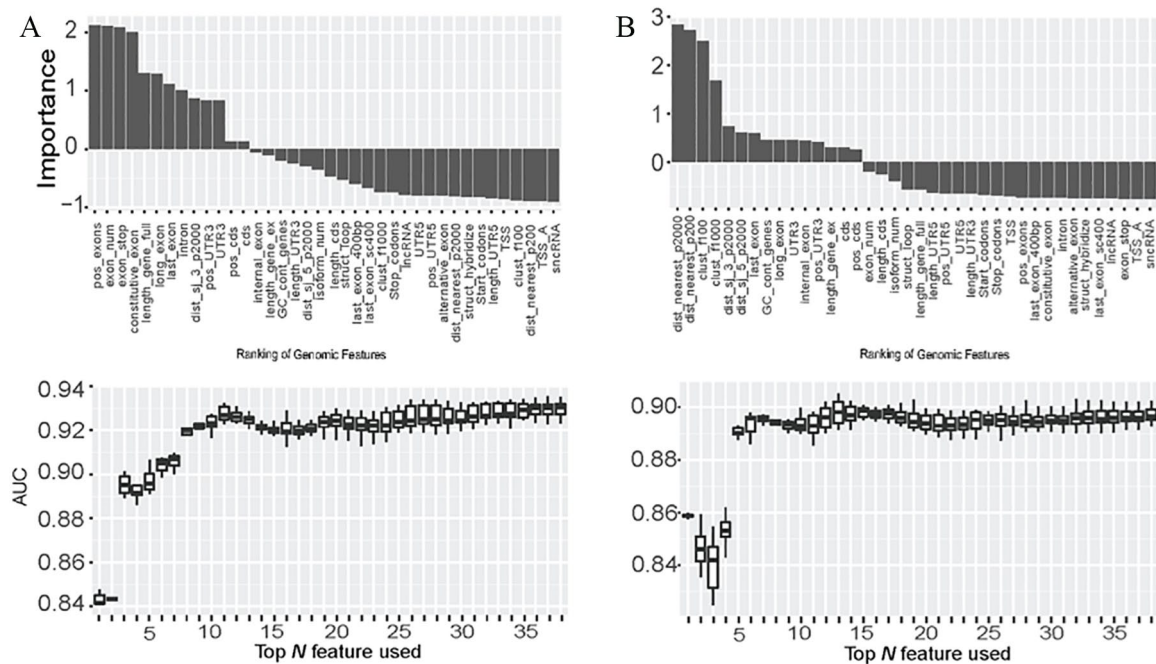 A
Importance
2
1
0
−1
pos_exons
exon_num
exon_stop
constitutive_exon
length_gene_full
long_exon
last_exon
intron
dist_sj_3_p2000
pos_UTR3
UTR3
pos_cds
cds
internal_exon
length_gene_ex
GC_cont_genes
length_UTR3
dist_sj_5_p2000
isoform_num
length_cds
struct_loop
last_exon_400bp
last_exon_sc400
clust_f1000
Stop_codons
lncRNA
UTR5
pos_UTR5
alternative_exon
dist_nearest_p2000
struct_hybridize
Start_codons
length_UTR5
TSS
clust_f100
dist_nearest_p200
TSS_A
sncRNA
Ranking of Genomic Features
B
3
2
1
0
dist_nearest_p2000
dist_nearest_p200
clust_f100
clust_f1000
dist_sj_3_p2000
dist_sj_5_p2000
last_exon
GC_cont_genes
long_exon
UTR3
internal_exon
pos_UTR3
length_gene_ex
cds
pos_cds
exon_num
length_cds
isoform_num
struct_loop
length_gene_full
length_UTR5
pos_UTR5
UTR5
length_UTR3
Start_codons
Stop_codons
TSS
pos_exons
last_exon_400bp
constitutive_exon
intron
alternative_exon
struct_hybridize
last_exon_sc400
lncRNA
exon_stop
TSS_A
sncRNA
Ranking of Genomic Features
AUC
0.94
0.92
0.90
0.88
0.86
0.84
5 10 15 20 25 30 35
Top N feature used
0.90
0.88
0.86
0.84
5 10 15 20 25 30 35
Top N feature used